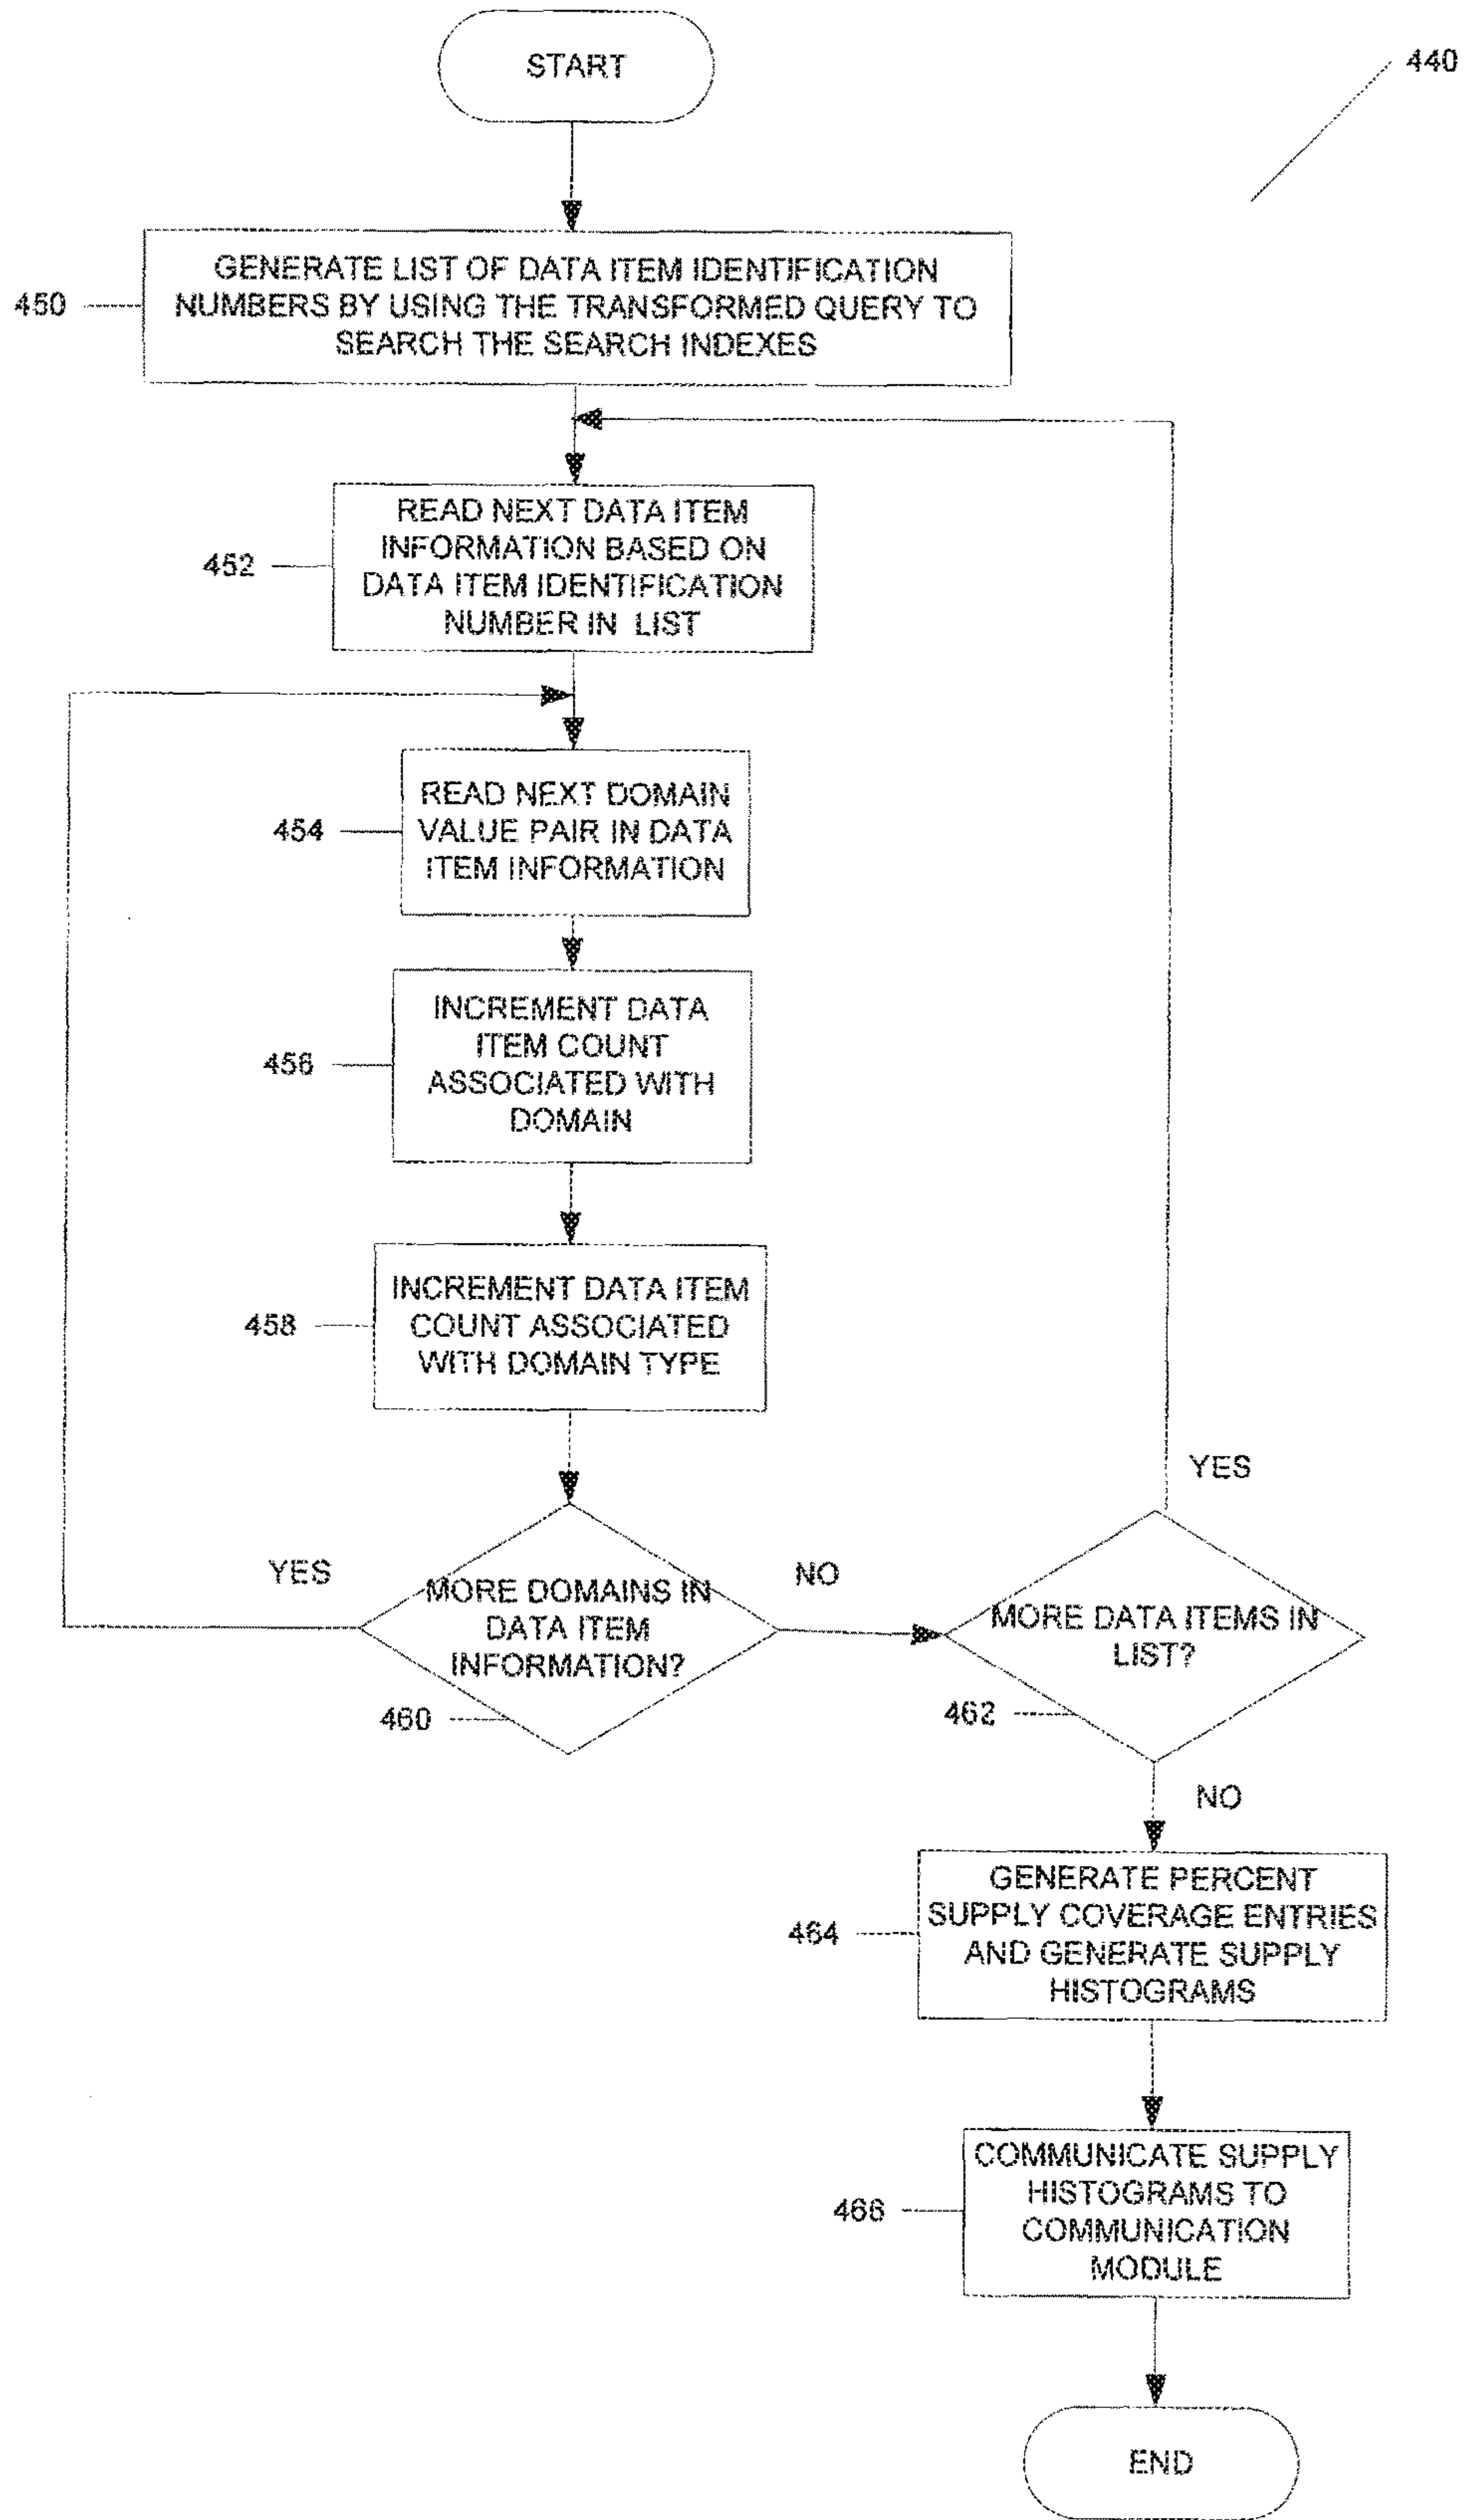 START
440
450
GENERATE LIST OF DATA ITEM IDENTIFICATION
NUMBERS BY USING THE TRANSFORMED QUERY TO
SEARCH THE SEARCH INDEXES
452
READ NEXT DATA ITEM
INFORMATION BASED ON
DATA ITEM IDENTIFICATION
NUMBER IN LIST
454
READ NEXT DOMAIN
VALUE PAIR IN DATA
ITEM INFORMATION
456
INCREMENT DATA
ITEM COUNT
ASSOCIATED WITH
DOMAIN
458
INCREMENT DATA ITEM
COUNT ASSOCIATED
WITH DOMAIN TYPE
YES
MORE DOMAINS IN
DATA ITEM
INFORMATION?
460
NO
YES
MORE DATA ITEMS IN
LIST?
462
NO
464
GENERATE PERCENT
SUPPLY COVERAGE ENTRIES
AND GENERATE SUPPLY
HISTOGRAMS
466
COMMUNICATE SUPPLY
HISTOGRAMS TO
COMMUNICATION
MODULE
END